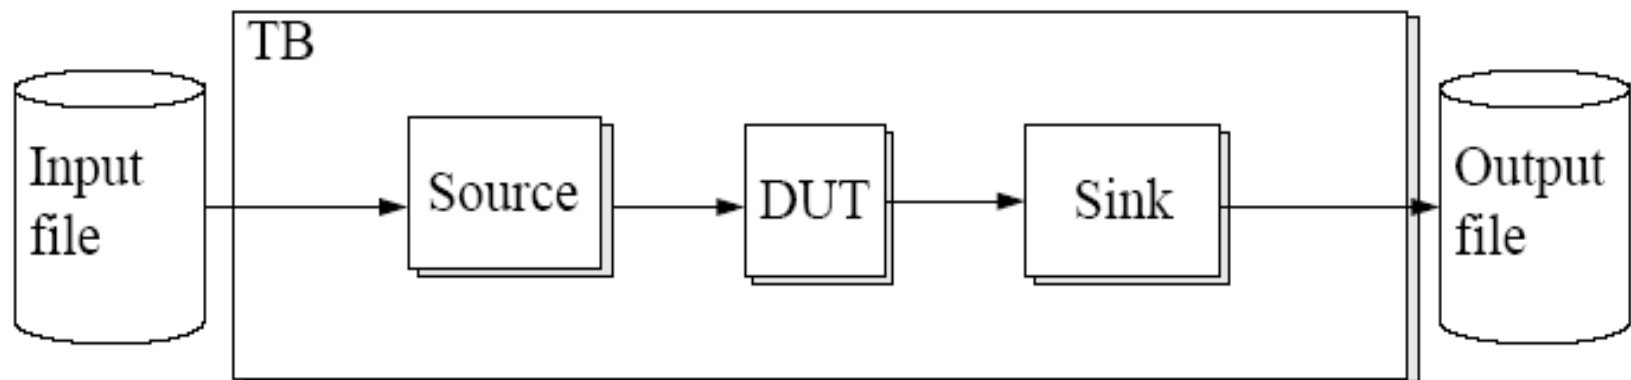 TB
Input
file
Source
DUT
Sink
Output
file